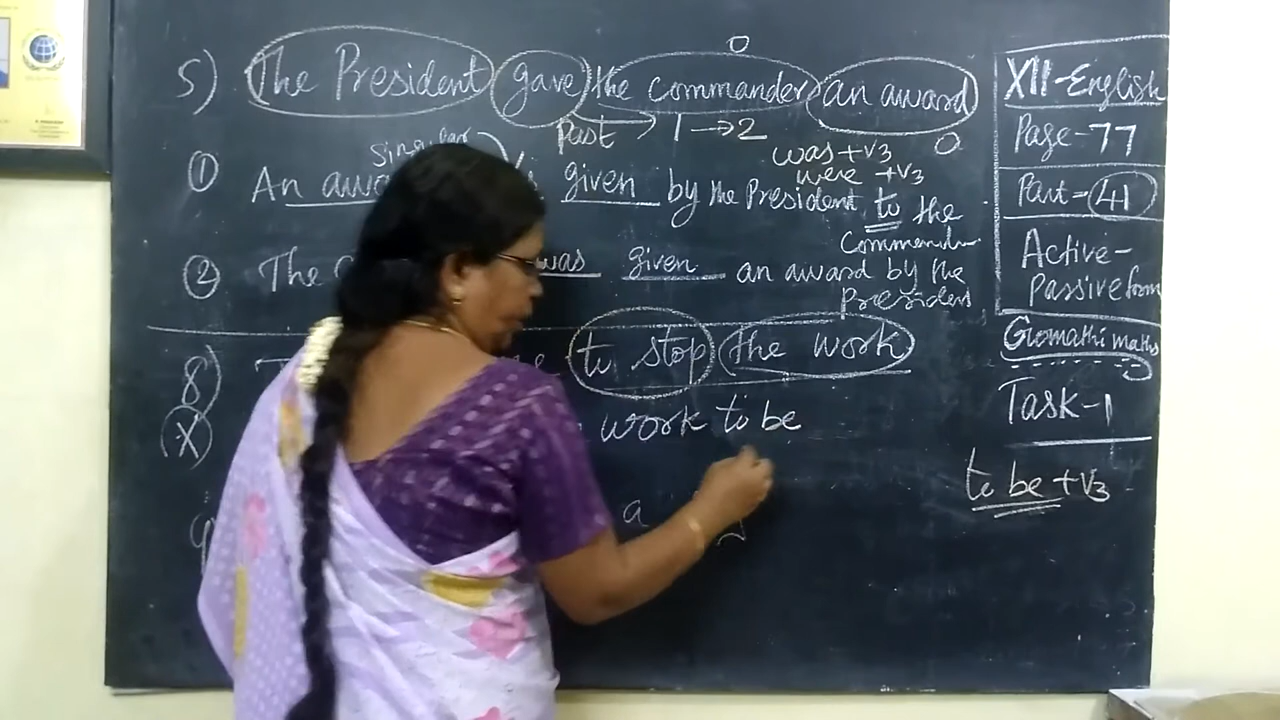 5) The President gave the commander an award
O
Past → 1 → 2
O
singular
was + V3
were + V3
① An awa given by the President to the
Commander
② The was given an award by the
President
8) to stop the work
X) work to be
a
XII-English
Page-77
Part-41
Active-
Passive form
Gomathi maths
Task-1
to be + V3